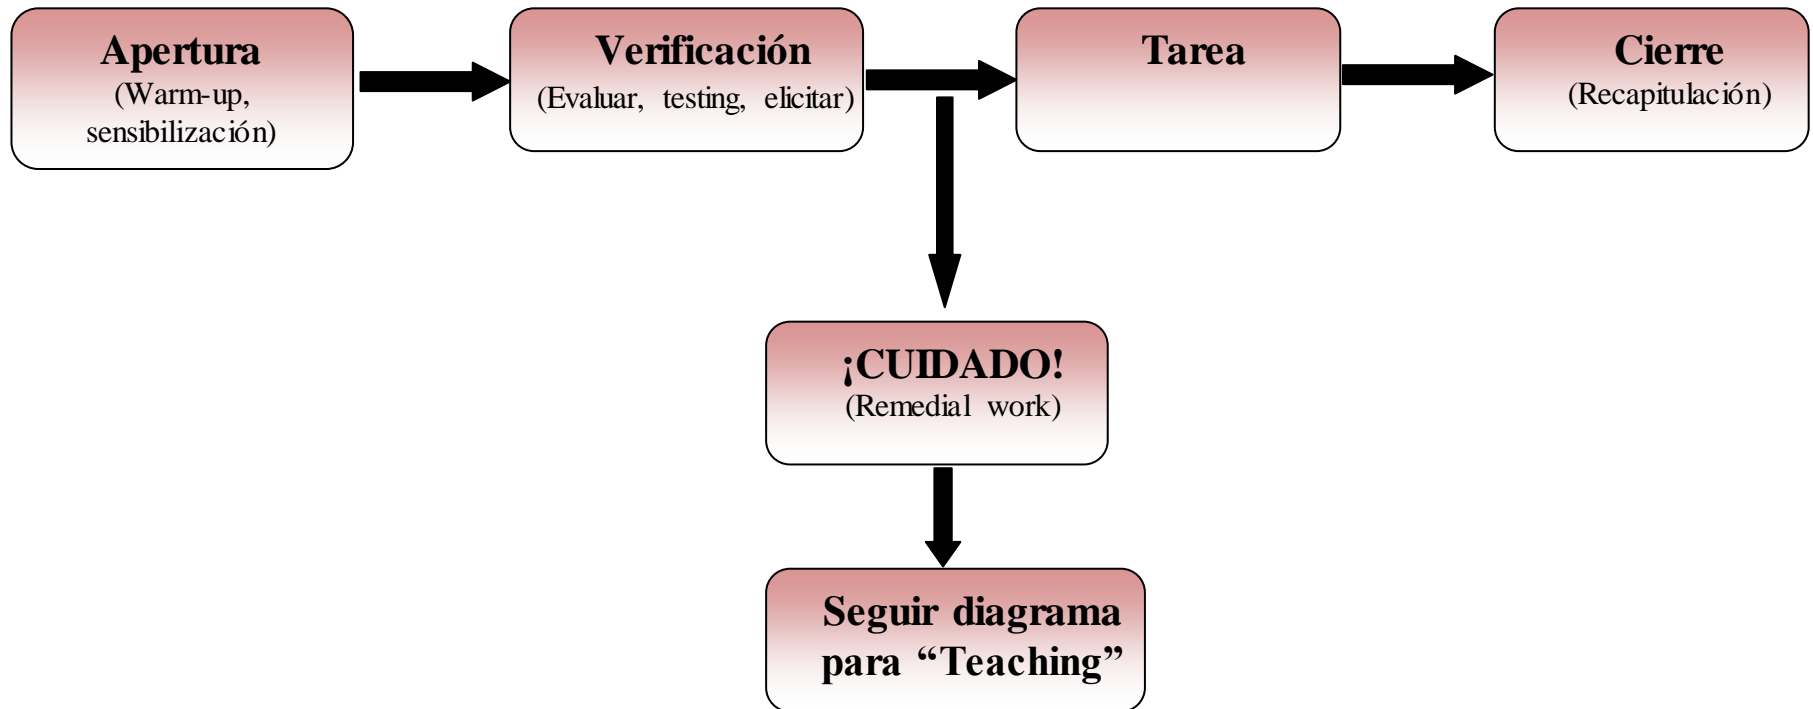 Apertura
(Warm-up,
sensibilización)
Verificación
(Evaluar, testing, elicitar)
Tarea
Cierre
(Recapitulación)
¡CUIDADO!
(Remedial work)
Seguir diagrama
para “Teaching”